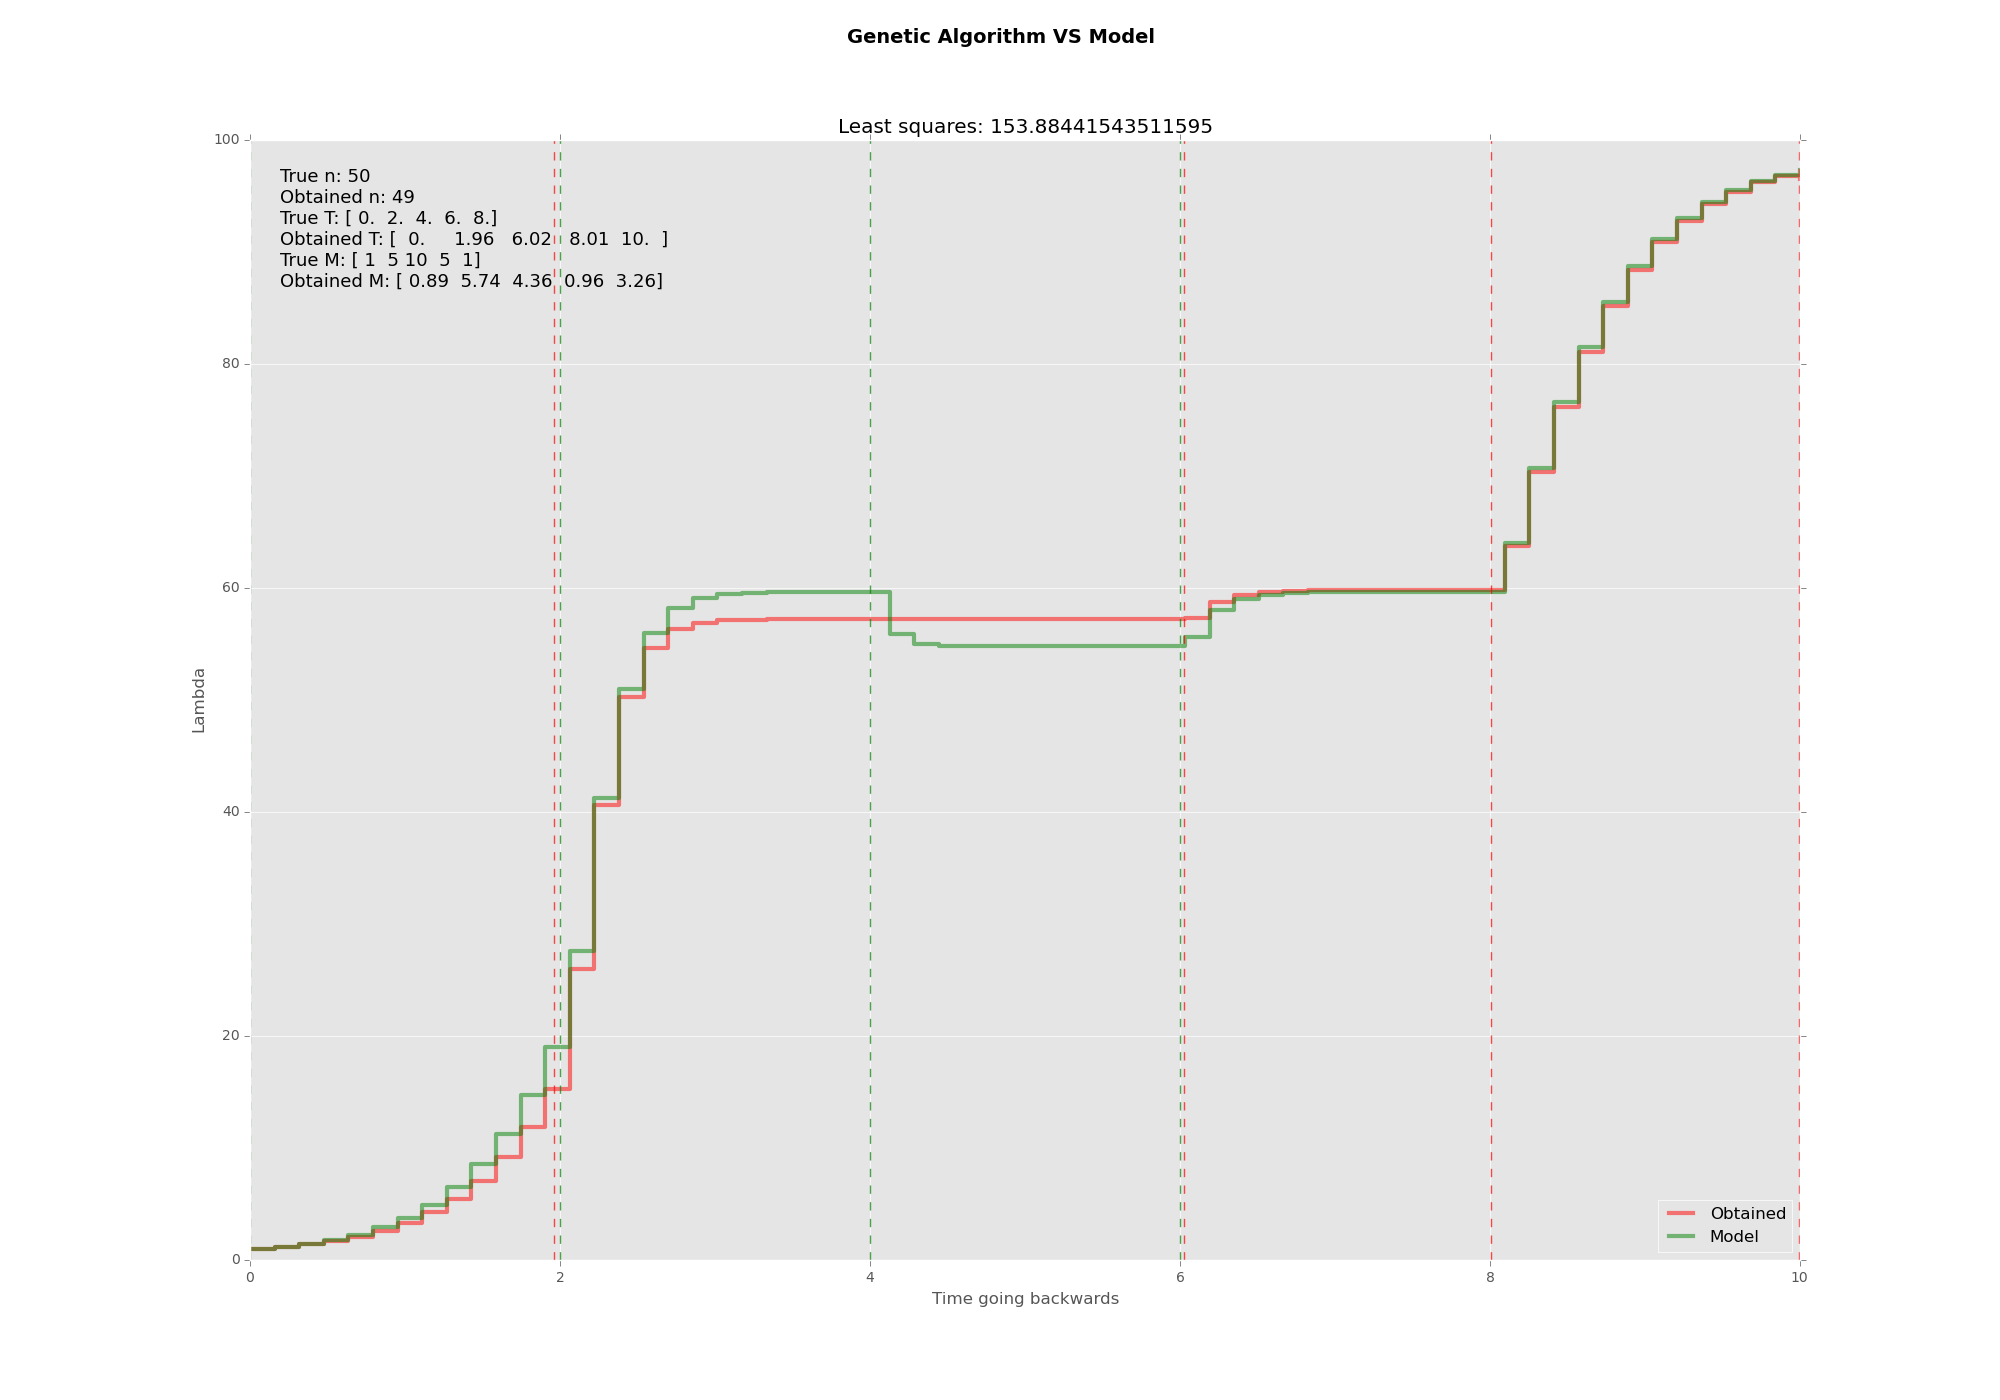 Genetic Algorithm VS Model
Least squares: 153.88441543511595
100
80
60
40
20
0
True n: 50
Obtained n: 49
True T: [ 0. 2. 4. 6. 8.]
Obtained T: [ 0. 1.96 6.02 8.01 10. ]
True M: [ 1 5 10 5 1]
Obtained M: [ 0.89 5.74 4.36 0.96 3.26]
Lambda
Obtained
Model
0 2 4 6 8 10
Time going backwards